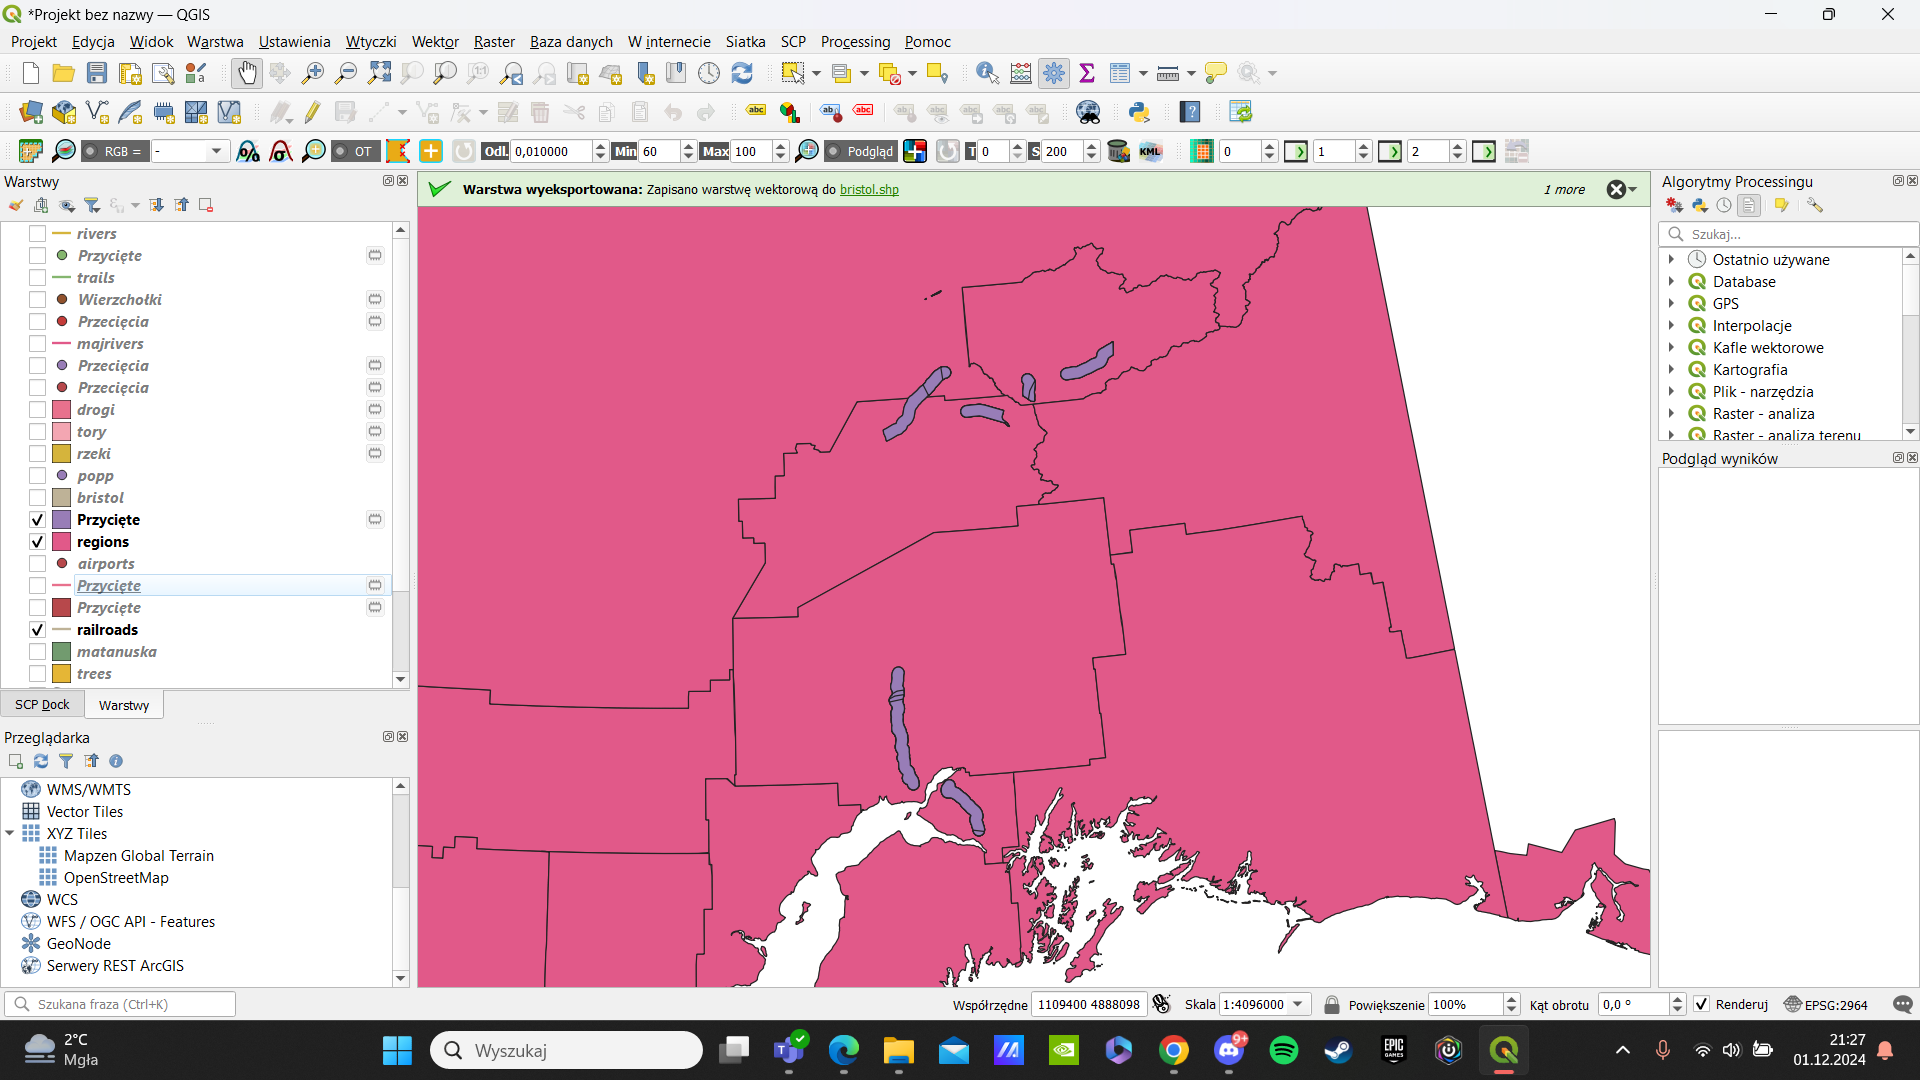 *Projekt bez nazwy — QGIS
Projekt Edycja Widok Warstwa Ustawienia Wtyczki Wektor Raster Baza danych W internecie Siatka SCP Processing Pomoc
RGB = - OT Odl. 0,010000 Min 60 Max 100 Podgląd T 0 S 200 KML 0 1 2
Warstwy
Warstwa wyeksportowana: Zapisano warstwę wektorową do bristol.shp
1 more
rivers
Przycięte
trails
Wierzchołki
Przecięcia
majrivers
Przecięcia
Przecięcia
drogi
tory
rzeki
popp
bristol
Przycięte
regions
airports
Przycięte
Przycięte
railroads
matanuska
trees
SCP Dock Warstwy
Przeglądarka
WMS/WMTS
Vector Tiles
XYZ Tiles
Mapzen Global Terrain
OpenStreetMap
WCS
WFS / OGC API - Features
GeoNode
Serwery REST ArcGIS
Algorytmy Processingu
Szukaj...
Ostatnio używane
Database
GPS
Interpolacje
Kafle wektorowe
Kartografia
Plik - narzędzia
Raster - analiza
Raster - analiza terenu
Podgląd wyników
Szukana fraza (Ctrl+K)
Współrzędne 1109400 4888098 Skala 1:4096000 Powiększenie 100% Kąt obrotu 0,0 ° Renderuj EPSG:2964
2°C
Mgła
Wyszukaj
9+
EPIC GAMES
21:27
01.12.2024